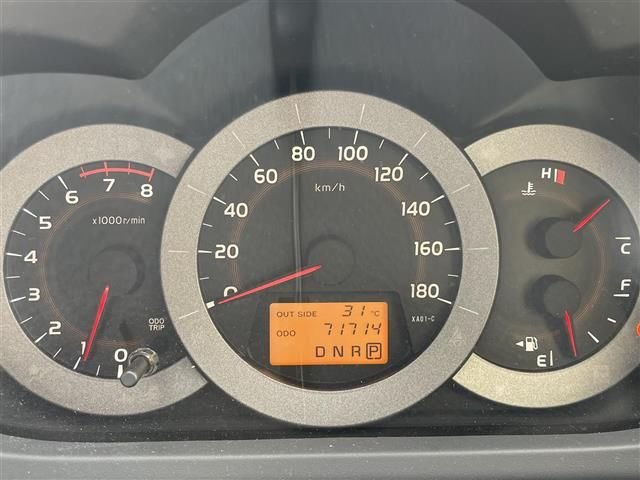 0 1 2 3 4 5 6 7 8
x1000r/min
ODO
TRIP
0 20 40 60 80 100 120 140 160 180
km/h
XA01-C
OUT SIDE 31°C
ODO 71714
D N R P
H
C
F
E